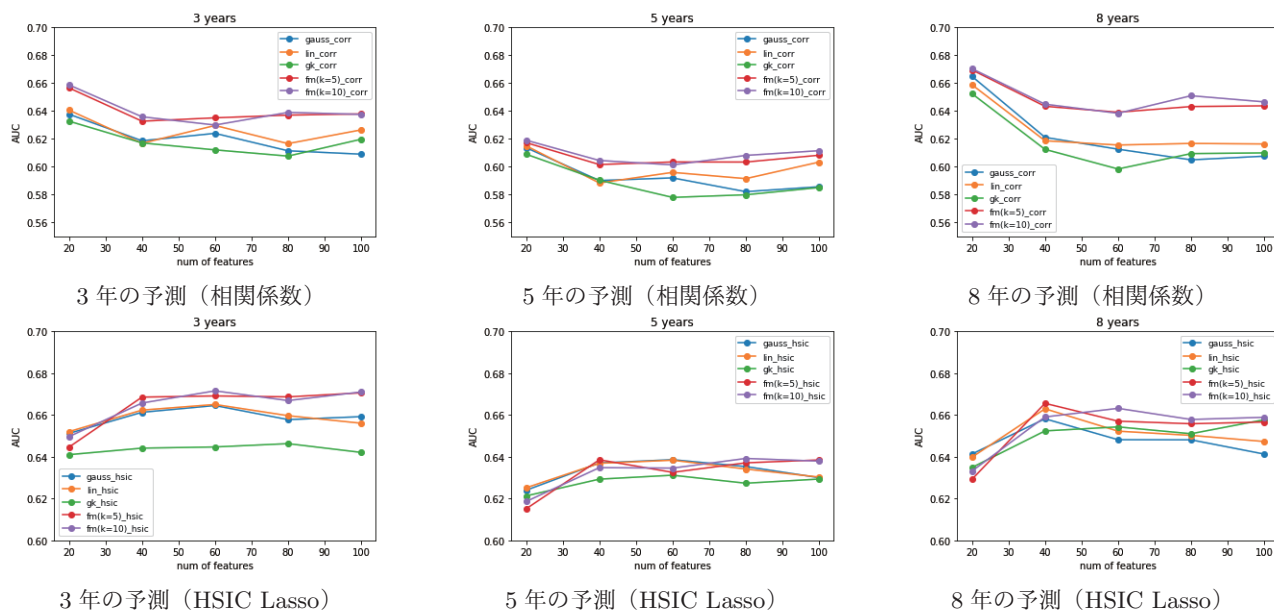 3 years
0.70
0.68
0.66
0.64
0.62
0.60
0.58
0.56
AUC
gauss_corr
lin_corr
gk_corr
fm(k=5)_corr
fm(k=10)_corr
20 30 40 50 60 70 80 90 100
num of features
3 年の予測（相関係数）
5 years
0.70
0.68
0.66
0.64
0.62
0.60
0.58
0.56
AUC
gauss_corr
lin_corr
gk_corr
fm(k=5)_corr
fm(k=10)_corr
20 30 40 50 60 70 80 90 100
num of features
5 年の予測（相関係数）
8 years
0.70
0.68
0.66
0.64
0.62
0.60
0.58
0.56
AUC
gauss_corr
lin_corr
gk_corr
fm(k=5)_corr
fm(k=10)_corr
20 30 40 50 60 70 80 90 100
num of features
8 年の予測（相関係数）
3 years
0.70
0.68
0.66
0.64
0.62
0.60
AUC
gauss_hsic
lin_hsic
gk_hsic
fm(k=5)_hsic
fm(k=10)_hsic
20 30 40 50 60 70 80 90 100
num of features
3 年の予測（HSIC Lasso）
5 years
0.70
0.68
0.66
0.64
0.62
0.60
AUC
gauss_hsic
lin_hsic
gk_hsic
fm(k=5)_hsic
fm(k=10)_hsic
20 30 40 50 60 70 80 90 100
num of features
5 年の予測（HSIC Lasso）
8 years
0.70
0.68
0.66
0.64
0.62
0.60
AUC
gauss_hsic
lin_hsic
gk_hsic
fm(k=5)_hsic
fm(k=10)_hsic
20 30 40 50 60 70 80 90 100
num of features
8 年の予測（HSIC Lasso）